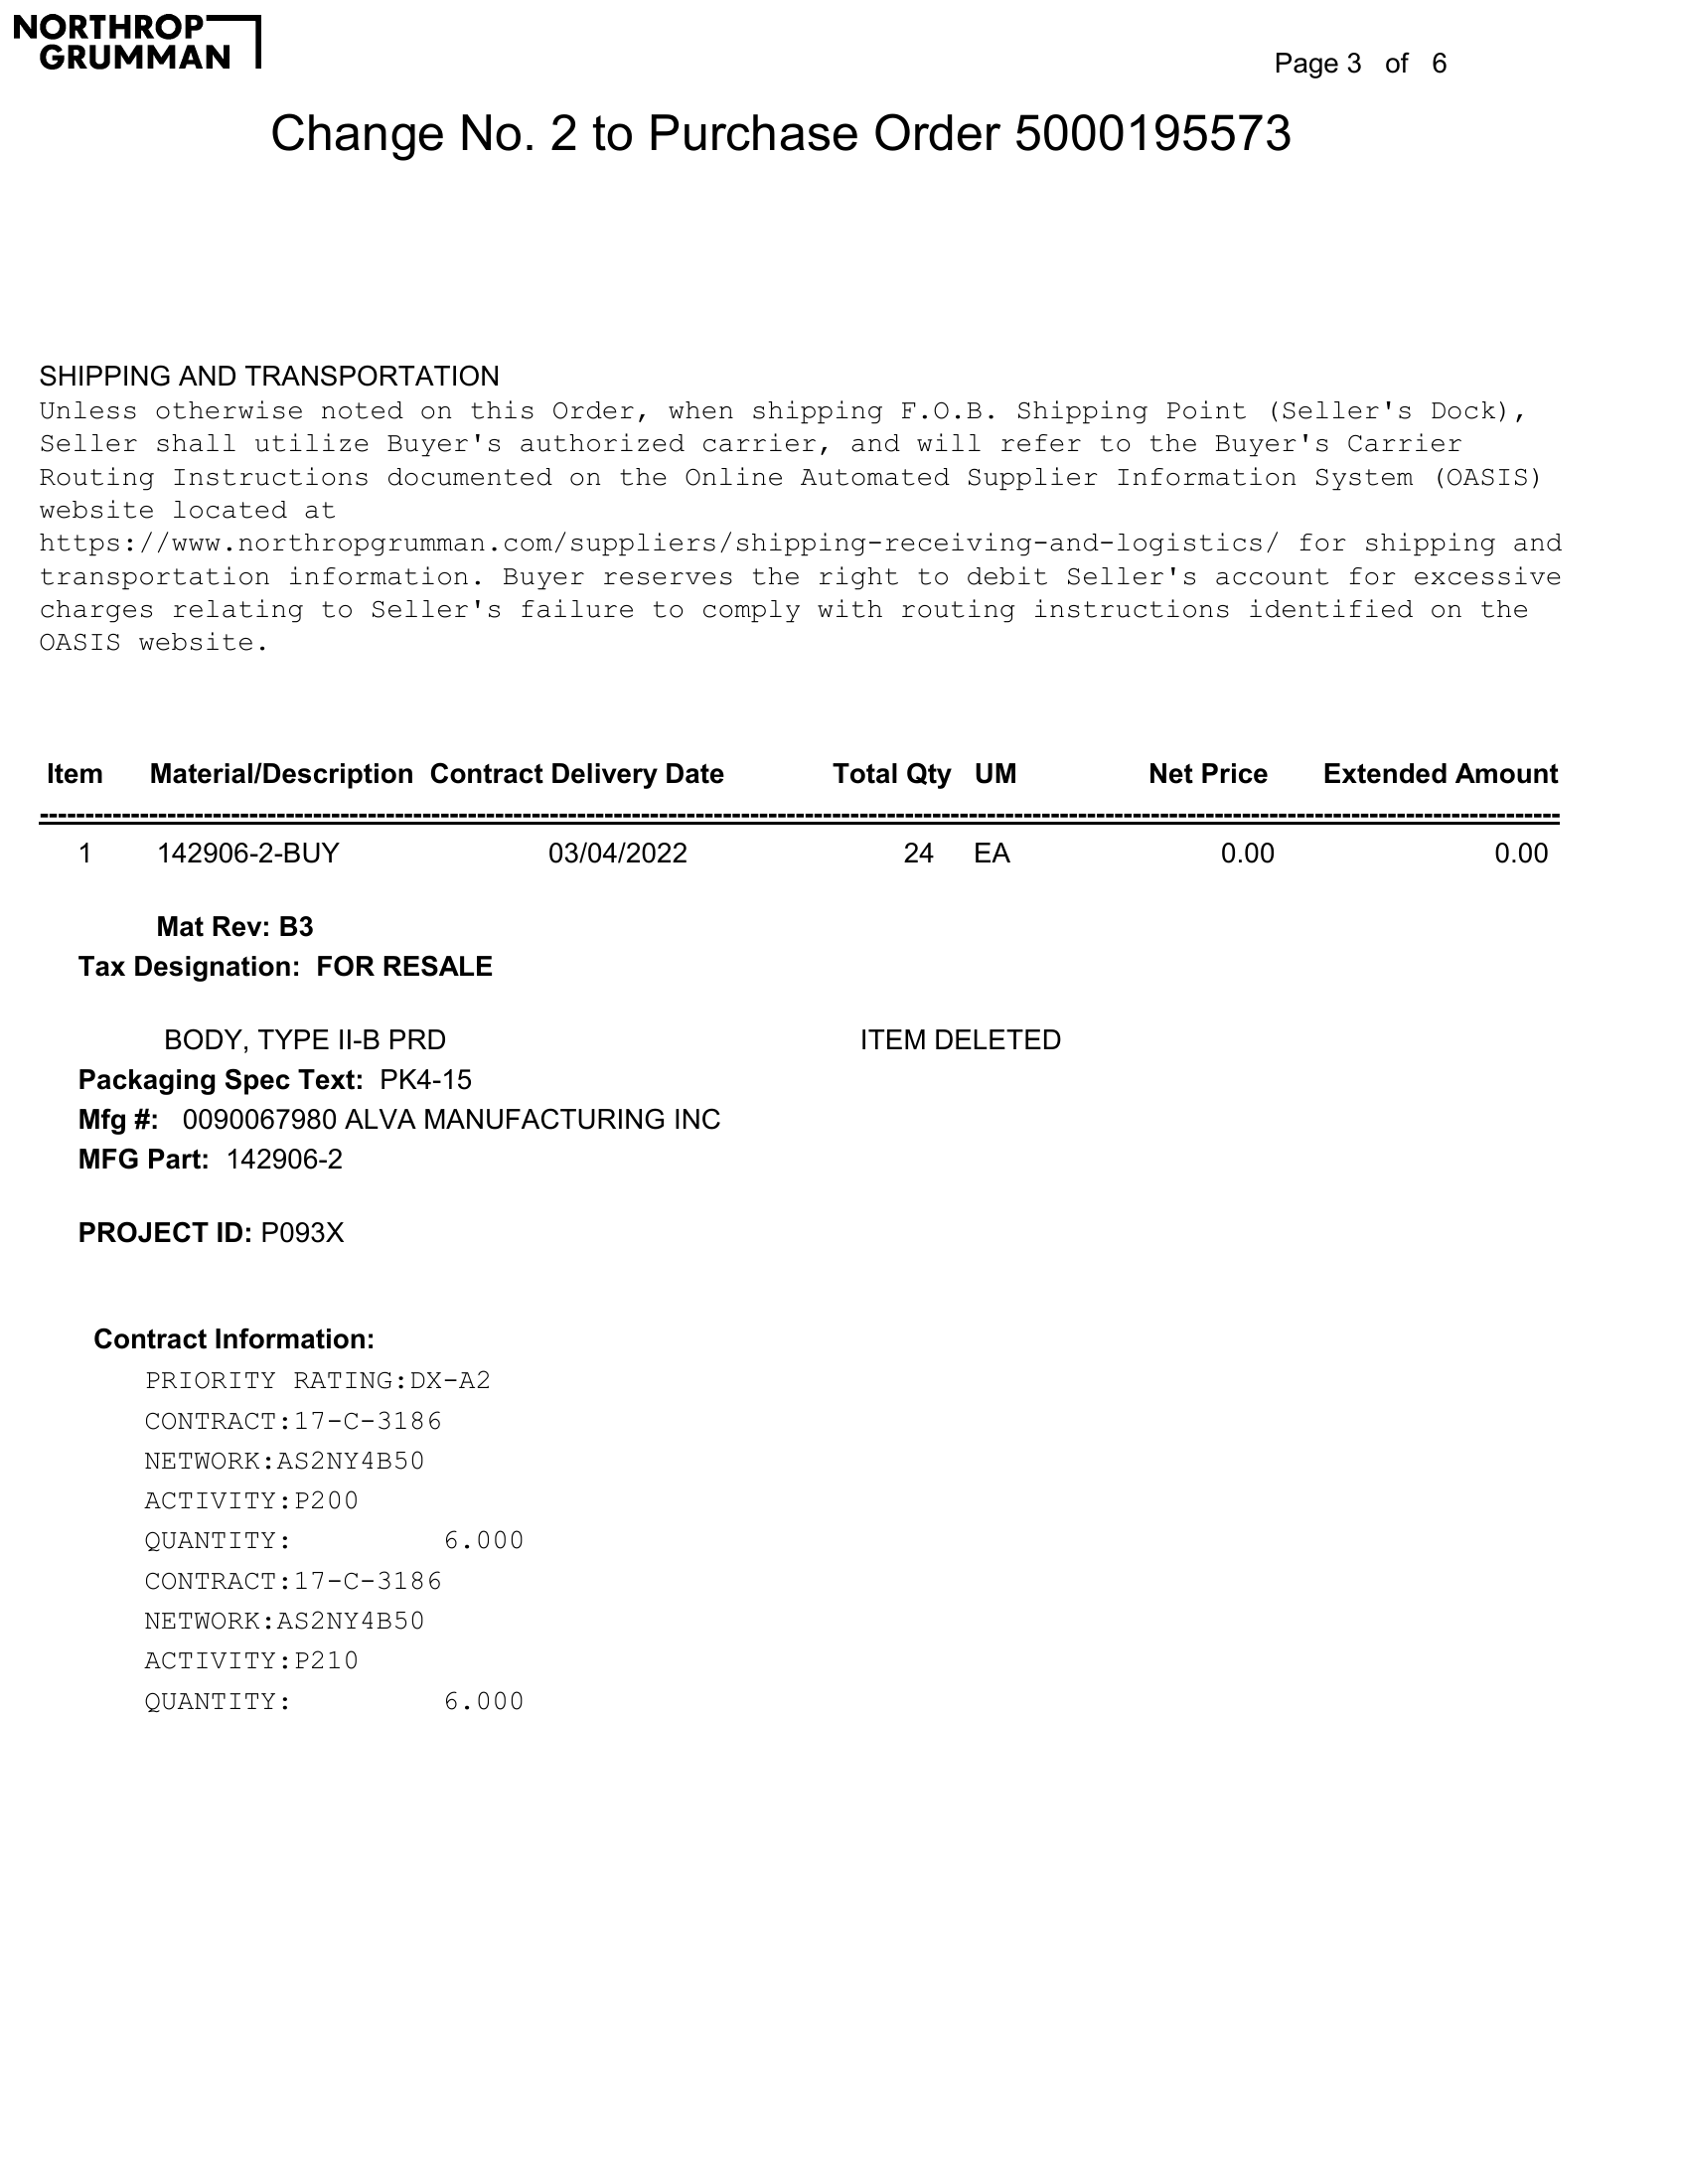 NORTHROP
GRUMMAN
Page 3 of 6
Change No. 2 to Purchase Order 5000195573
SHIPPING AND TRANSPORTATION
Unless otherwise noted on this Order, when shipping F.O.B. Shipping Point (Seller's Dock),
Seller shall utilize Buyer's authorized carrier, and will refer to the Buyer's Carrier
Routing Instructions documented on the Online Automated Supplier Information System (OASIS)
website located at
https://www.northropgrumman.com/suppliers/shipping-receiving-and-logistics/ for shipping and
transportation information. Buyer reserves the right to debit Seller's account for excessive
charges relating to Seller's failure to comply with routing instructions identified on the
OASIS website.
Item Material/Description Contract Delivery Date Total Qty UM Net Price Extended Amount
1 142906-2-BUY 03/04/2022 24 EA 0.00 0.00
Mat Rev: B3
Tax Designation: FOR RESALE
BODY, TYPE II-B PRD ITEM DELETED
Packaging Spec Text: PK4-15
Mfg #: 0090067980 ALVA MANUFACTURING INC
MFG Part: 142906-2
PROJECT ID: P093X
Contract Information:
PRIORITY RATING:DX-A2
CONTRACT:17-C-3186
NETWORK:AS2NY4B50
ACTIVITY:P200
QUANTITY: 6.000
CONTRACT:17-C-3186
NETWORK:AS2NY4B50
ACTIVITY:P210
QUANTITY: 6.000